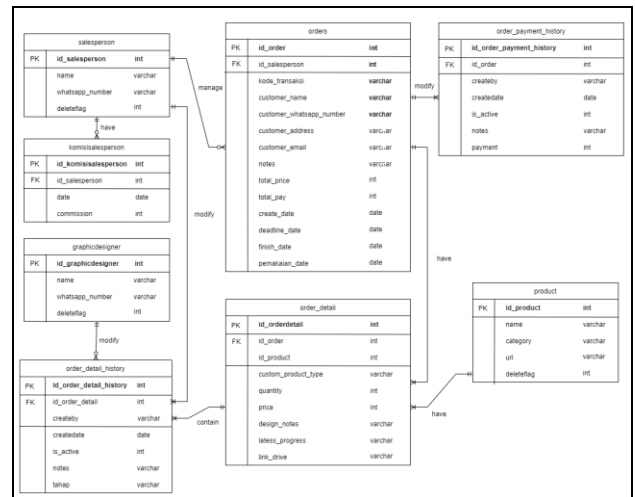 salesperson
PK id_salesperson int
name varchar
whatsapp_number varchar
deleteflag int
have
komisisalesperson
PK id_komisisalesperson int
FK id_salesperson int
date date
commission int
graphicdesigner
PK id_graphicdesigner int
name varchar
whatsapp_number varchar
deleteflag int
modify
order_detail_history
PK id_order_detail_history int
FK id_order_detail int
createby varchar
createdate date
is_active int
notes varchar
tahap varchar
manage
modify
contain
orders
PK id_order int
FK id_salesperson int
kode_transaksi varchar
customer_name varchar
customer_whatsapp_number varchar
customer_address varchar
customer_email varchar
notes varchar
total_price int
total_pay int
create_date date
deadline_date date
finish_date date
pemakaian_date date
order_detail
PK id_orderdetail int
FK id_order int
id_product int
custom_product_type varchar
quantity int
price int
design_notes varchar
latess_progress varchar
link_drive varchar
modify
have
have
order_payment_history
PK id_order_payment_history int
FK id_order int
createby varchar
createdate date
is_active int
notes varchar
payment int
product
PK id_product int
name varchar
category varchar
url varchar
deleteflag int